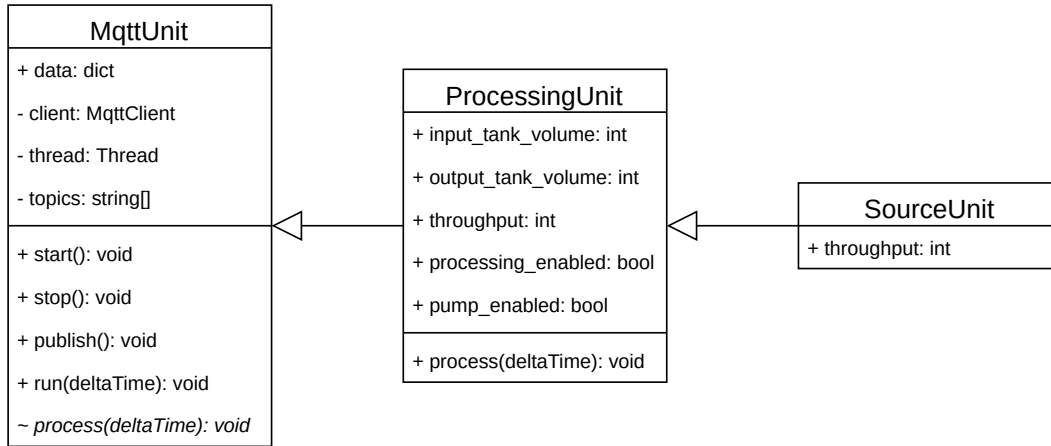 MqttUnit
+ data: dict
- client: MqttClient
- thread: Thread
- topics: string[]
+ start(): void
+ stop(): void
+ publish(): void
+ run(deltaTime): void
~ process(deltaTime): void
ProcessingUnit
+ input_tank_volume: int
+ output_tank_volume: int
+ throughput: int
+ processing_enabled: bool
+ pump_enabled: bool
+ process(deltaTime): void
SourceUnit
+ throughput: int